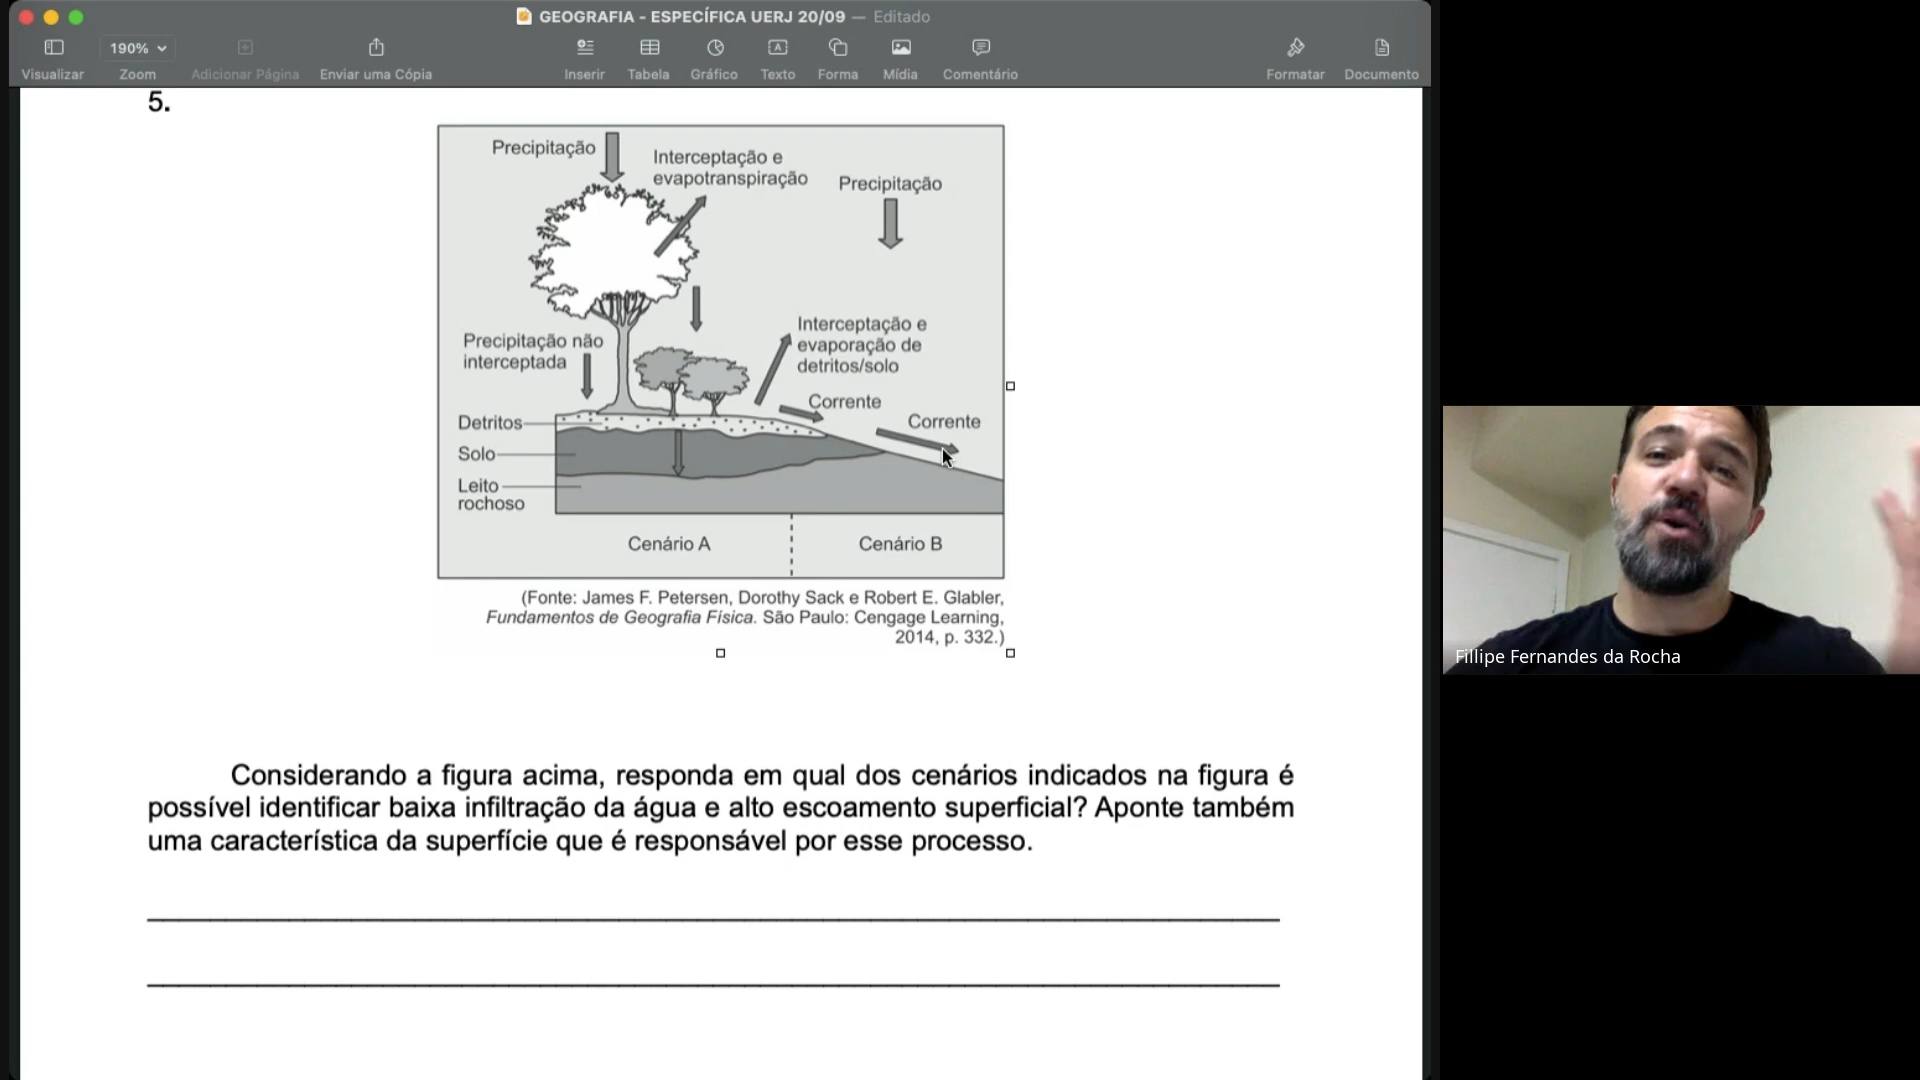 GEOGRAFIA - ESPECÍFICA UERJ 20/09 — Editado
190%
Visualizar
Zoom
Adicionar Página
Enviar uma Cópia
Inserir
Tabela
Gráfico
Texto
Forma
Mídia
Comentário
Formatar
Documento
5.
Precipitação
Interceptação e
evapotranspiração
Precipitação
Precipitação não
interceptada
Interceptação e
evaporação de
detritos/solo
Corrente
Corrente
Detritos
Solo
Leito
rochoso
Cenário A
Cenário B
(Fonte: James F. Petersen, Dorothy Sack e Robert E. Glabler,
Fundamentos de Geografia Física. São Paulo: Cengage Learning,
2014, p. 332.)
Considerando a figura acima, responda em qual dos cenários indicados na figura é
possível identificar baixa infiltração da água e alto escoamento superficial? Aponte também
uma característica da superfície que é responsável por esse processo.
Fillipe Fernandes da Rocha